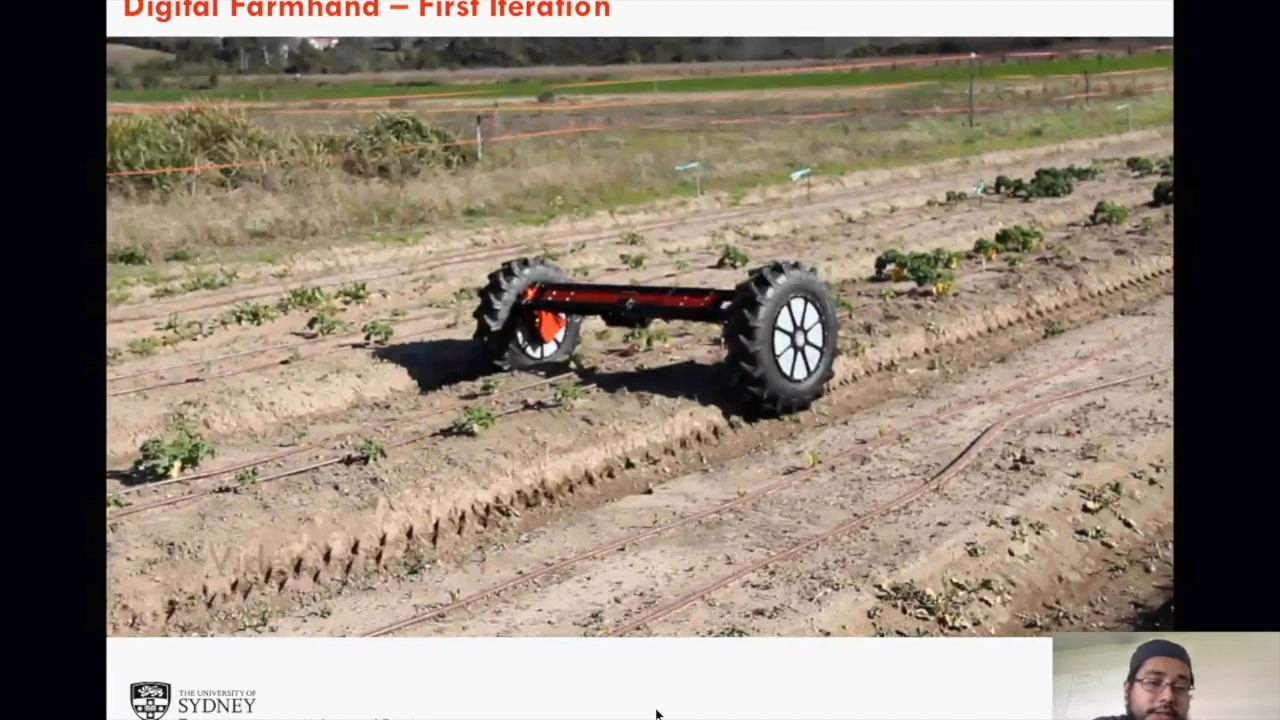 Digital Farmhand – First Iteration
THE UNIVERSITY OF
SYDNEY